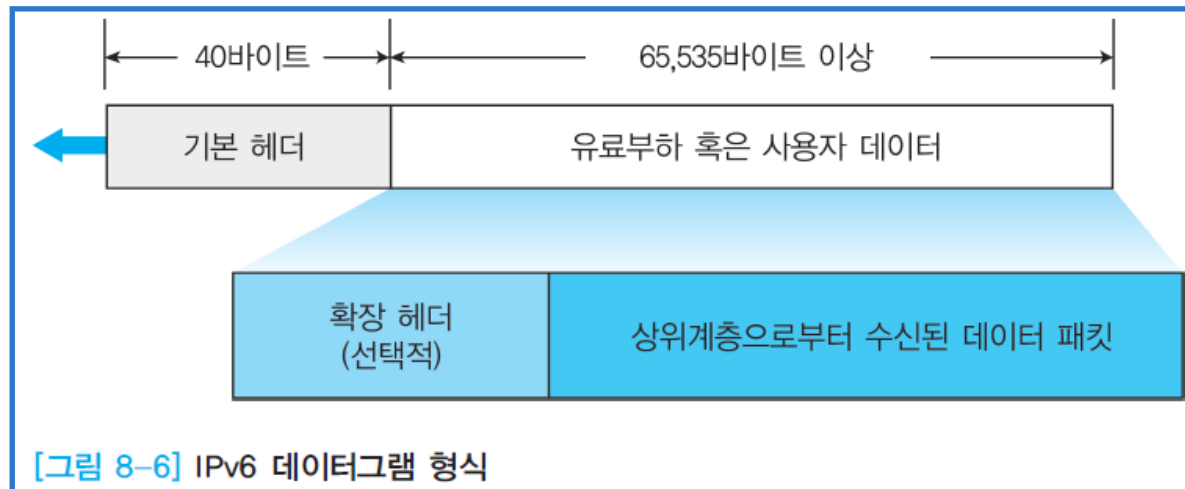 40바이트
65,535바이트 이상
기본 헤더
유료부하 혹은 사용자 데이터
확장 헤더
(선택적)
상위계층으로부터 수신된 데이터 패킷
[그림 8-6] IPv6 데이터그램 형식